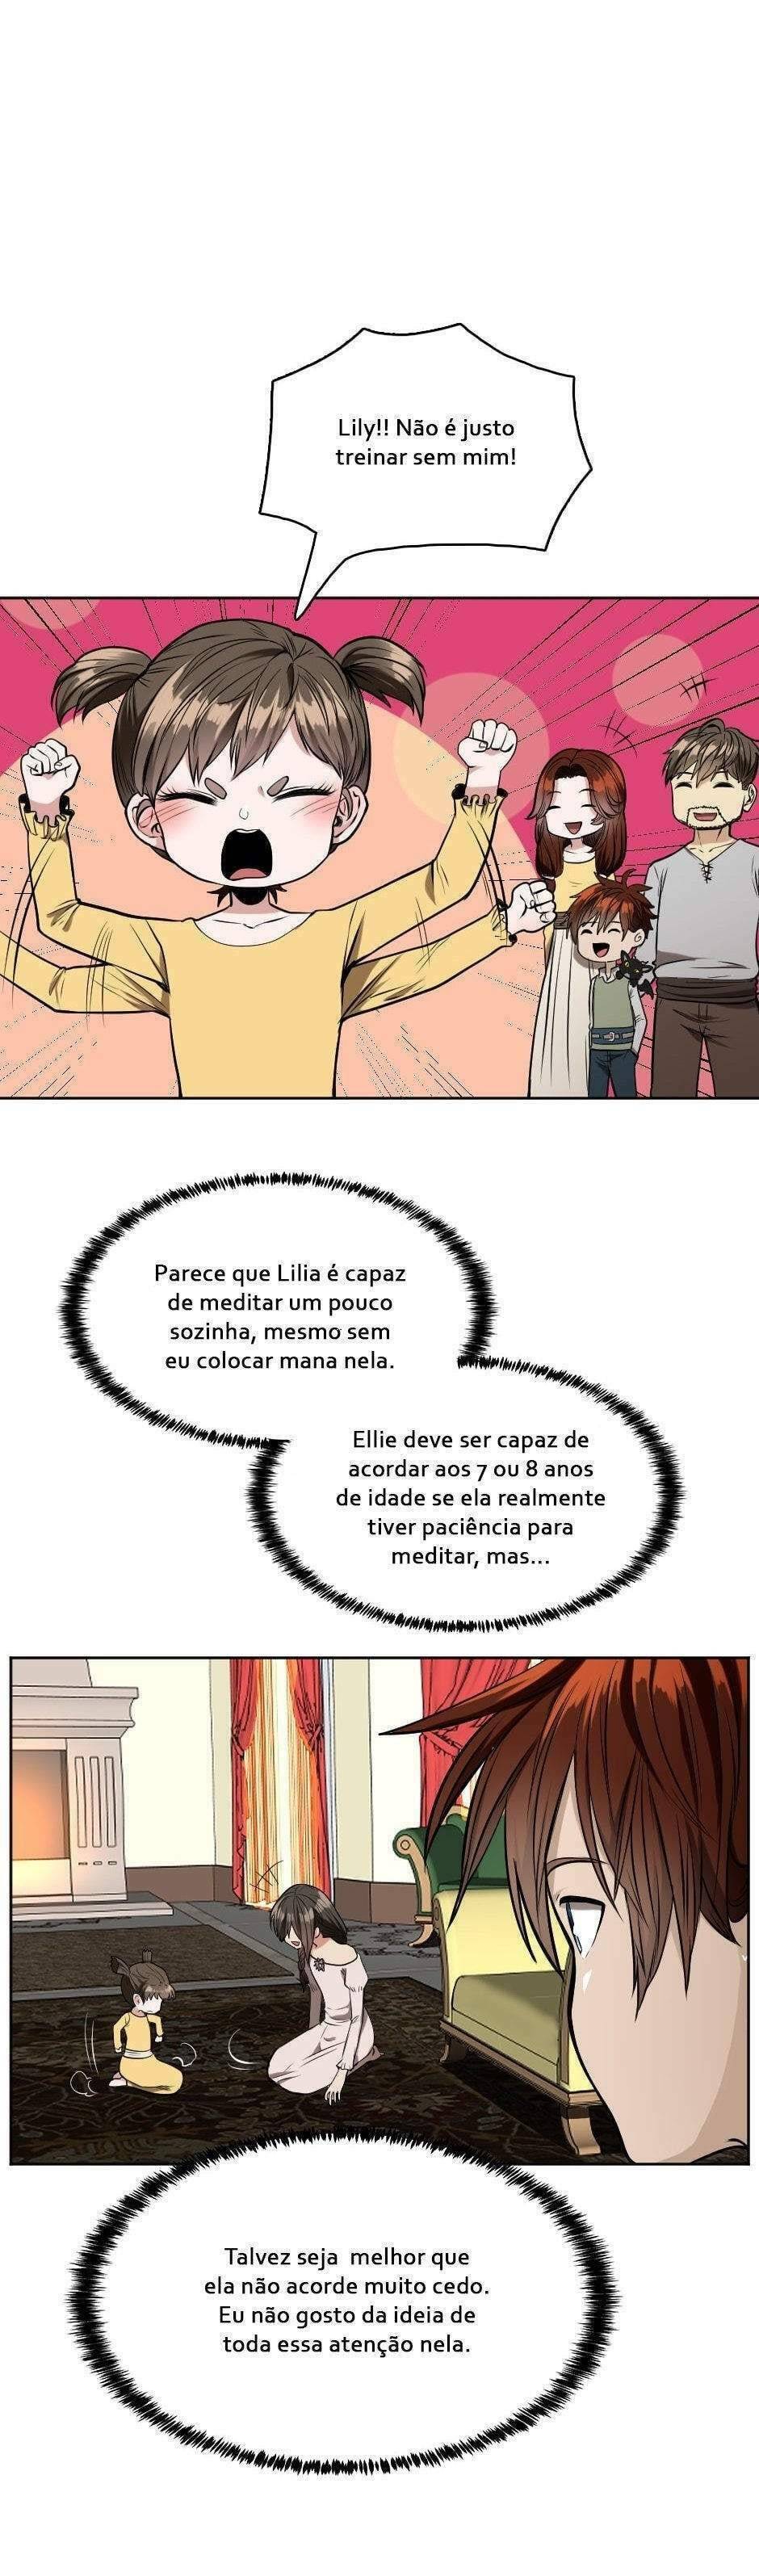 Lily!! Não é justo
treinar sem mim!
Parece que Lilia é capaz
de meditar um pouco
sozinha, mesmo sem
eu colocar mana nela.
Ellie deve ser capaz de
acordar aos 7 ou 8 anos
de idade se ela realmente
tiver paciência para
meditar, mas...
Talvez seja melhor que
ela não acorde muito cedo.
Eu não gosto da ideia de
toda essa atenção nela.